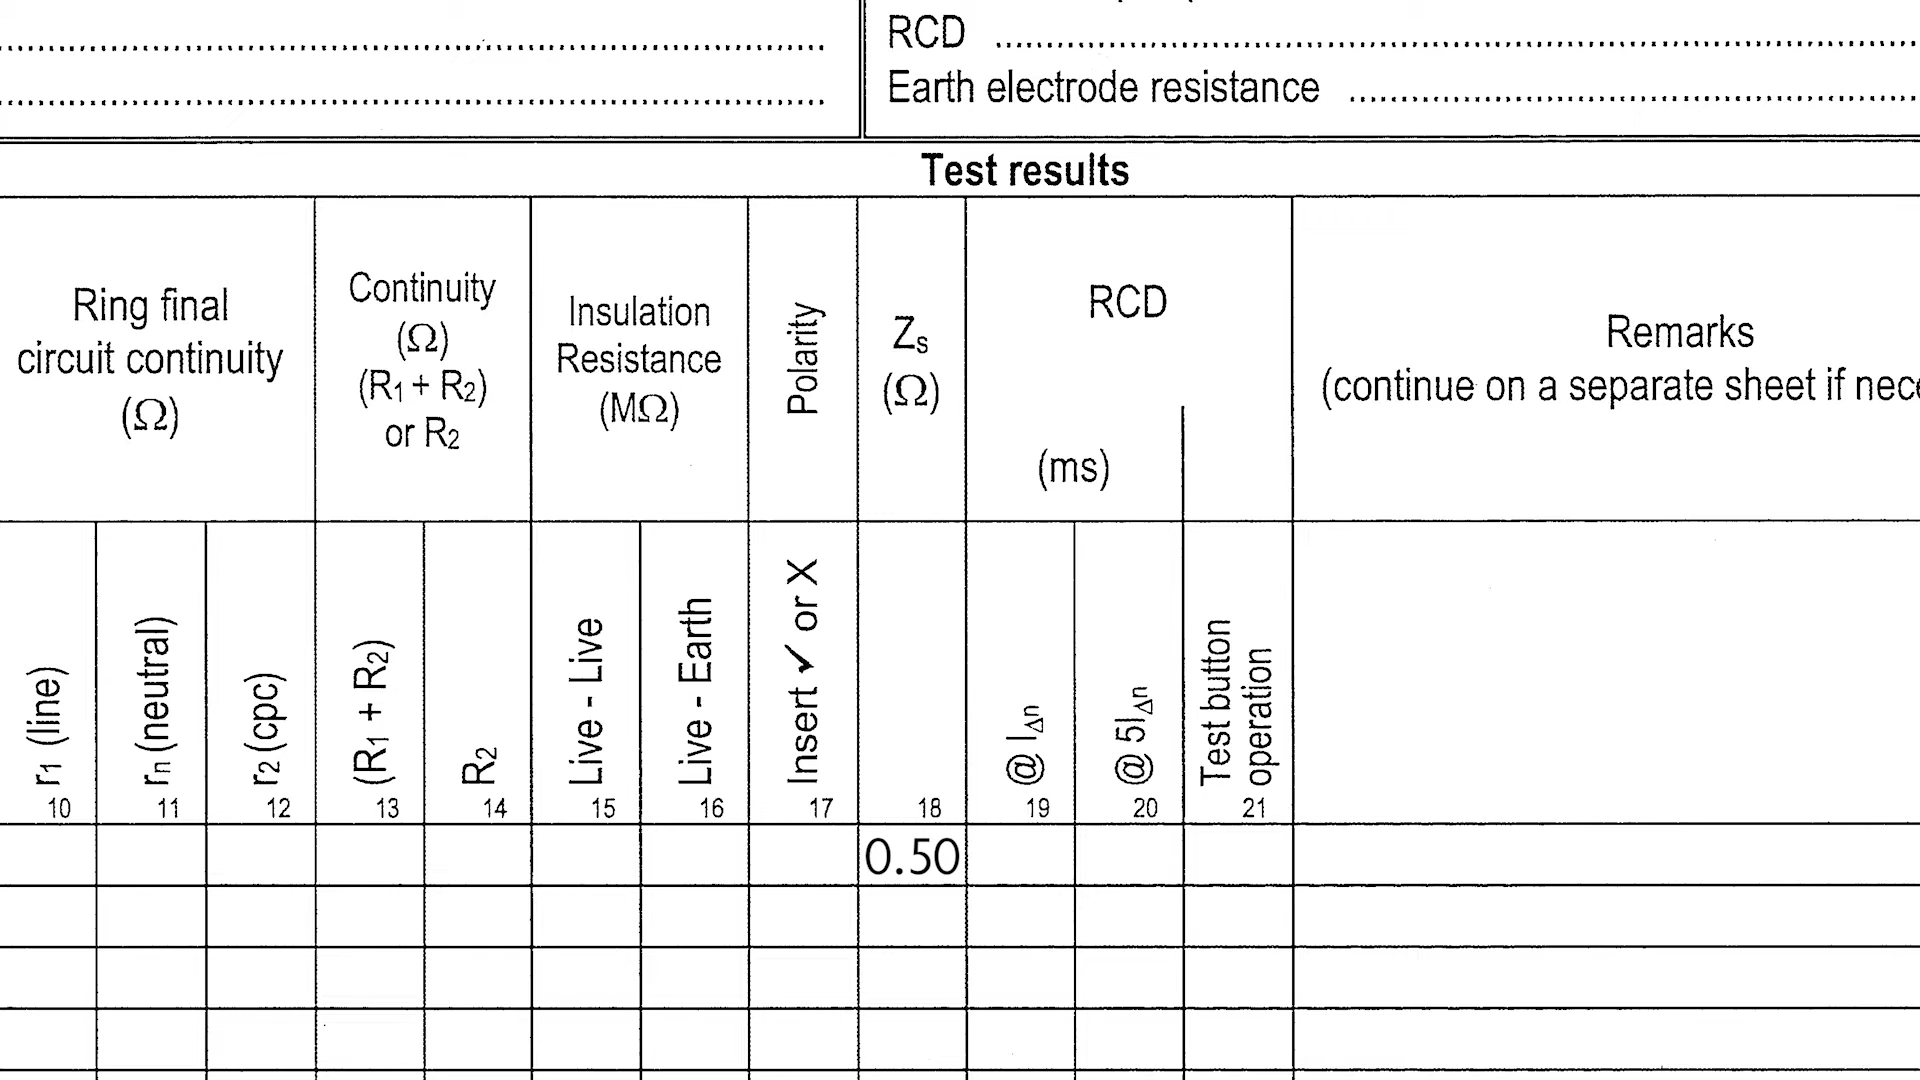 RCD
Earth electrode resistance
Test results
Ring final
circuit continuity
(Ω)
Continuity
(Ω)
(R1 + R2)
or R2
Insulation
Resistance
(MΩ)
Polarity
Zs
(Ω)
RCD
(ms)
Remarks
(continue on a separate sheet if nece
r1 (line)
10
rn (neutral)
11
r2 (cpc)
12
(R1 + R2)
13
R2
14
Live - Live
15
Live - Earth
16
Insert ✓ or X
17
18
@ I∆n
19
@ 5I∆n
20
Test button
operation
21
0.50